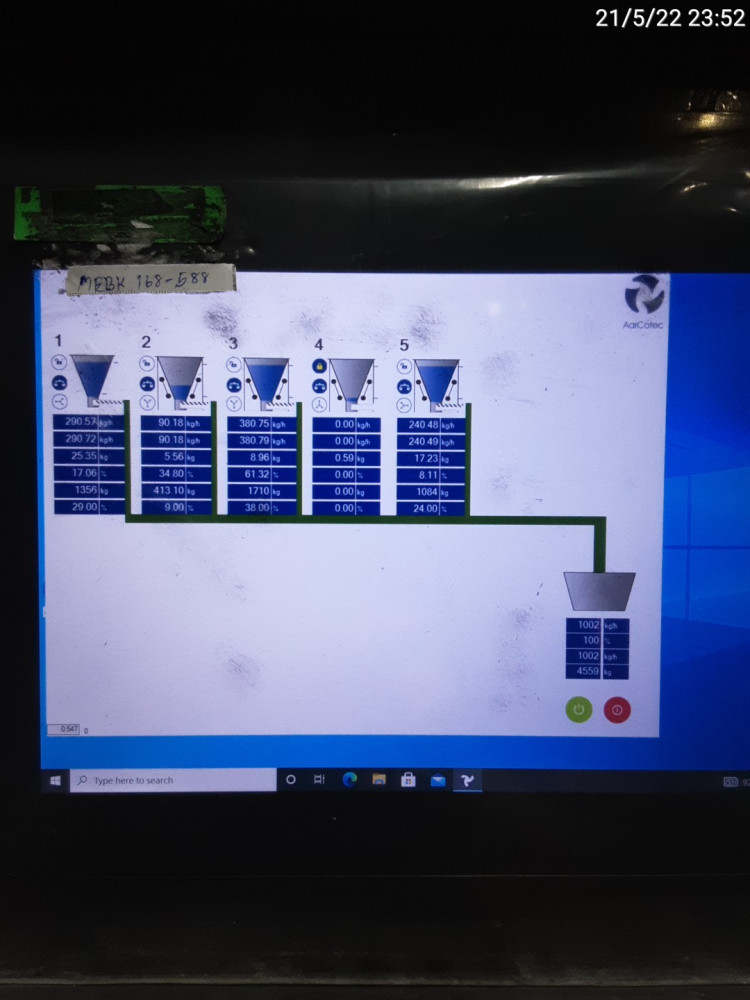 21/5/22 23:52
MEBK 168-588
AarCotec
1 2 3 4 5
290.57 kg/h 90.18 kg/h 380.75 kg/h 0.00 kg/h 240.48 kg/h
290.72 kg/h 90.18 kg/h 380.79 kg/h 0.00 kg/h 240.49 kg/h
25.35 kg 5.56 kg 8.96 kg 0.59 kg 17.23 kg
17.06 % 34.80 % 61.32 % 0.00 % 8.11 %
1356 kg 413.10 kg 1710 kg 0.00 kg 1084 kg
29.00 % 9.00 % 38.00 % 0.00 % 24.00 %
1002 kg/h
100 %
1002 kg/h
4559 kg
0.547 0
Type here to search